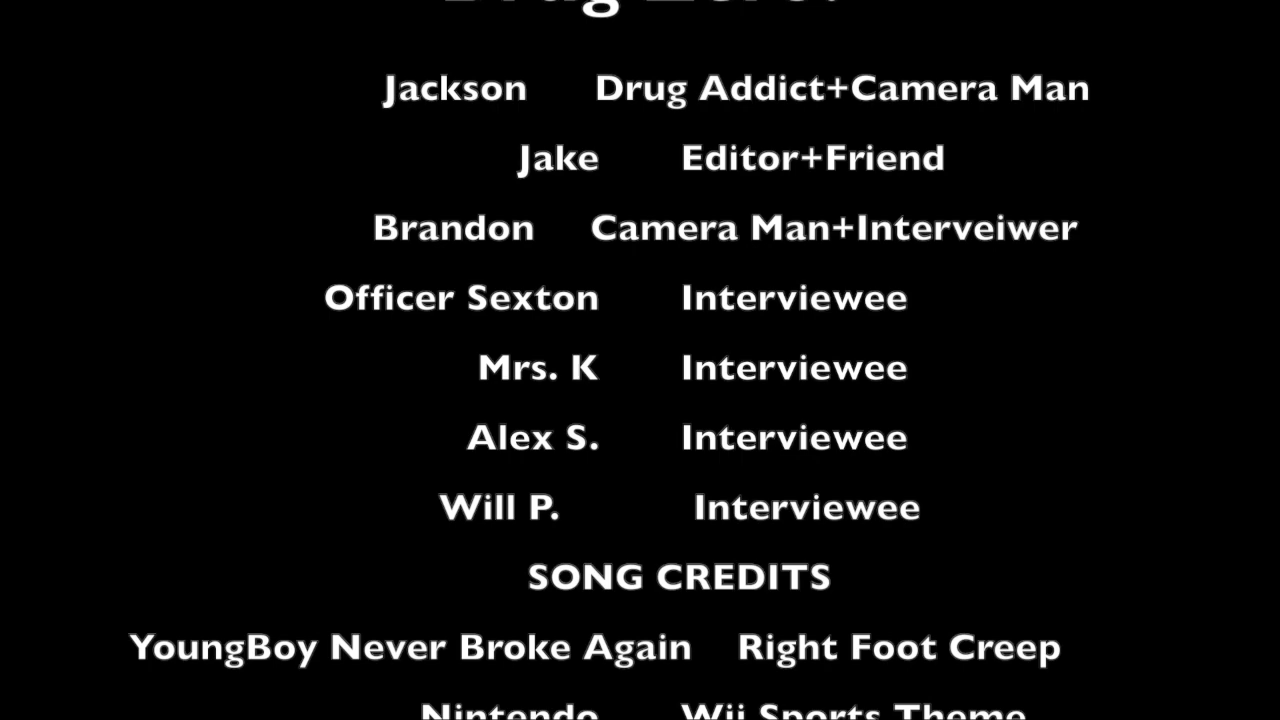 Jackson Drug Addict+Camera Man
Jake Editor+Friend
Brandon Camera Man+Interveiwer
Officer Sexton Interviewee
Mrs. K Interviewee
Alex S. Interviewee
Will P. Interviewee
SONG CREDITS
YoungBoy Never Broke Again Right Foot Creep
Nintendo Wii Sports Theme